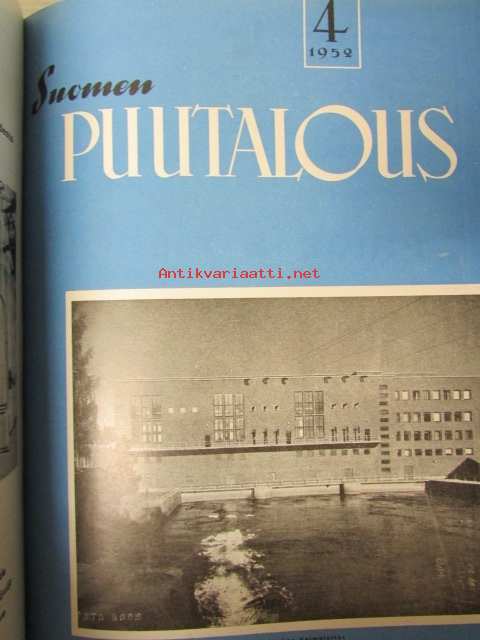 4
1952
Suomen
PUUTALOUS
Antikvariaatti.net